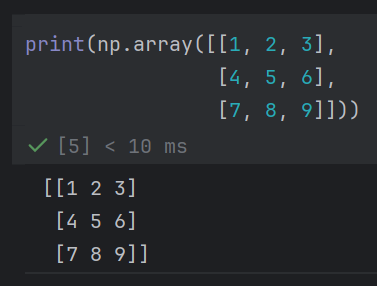 print(np.array([[1, 2, 3],
[4, 5, 6],
[7, 8, 9]]))
[5] < 10 ms
[[1 2 3]
[4 5 6]
[7 8 9]]